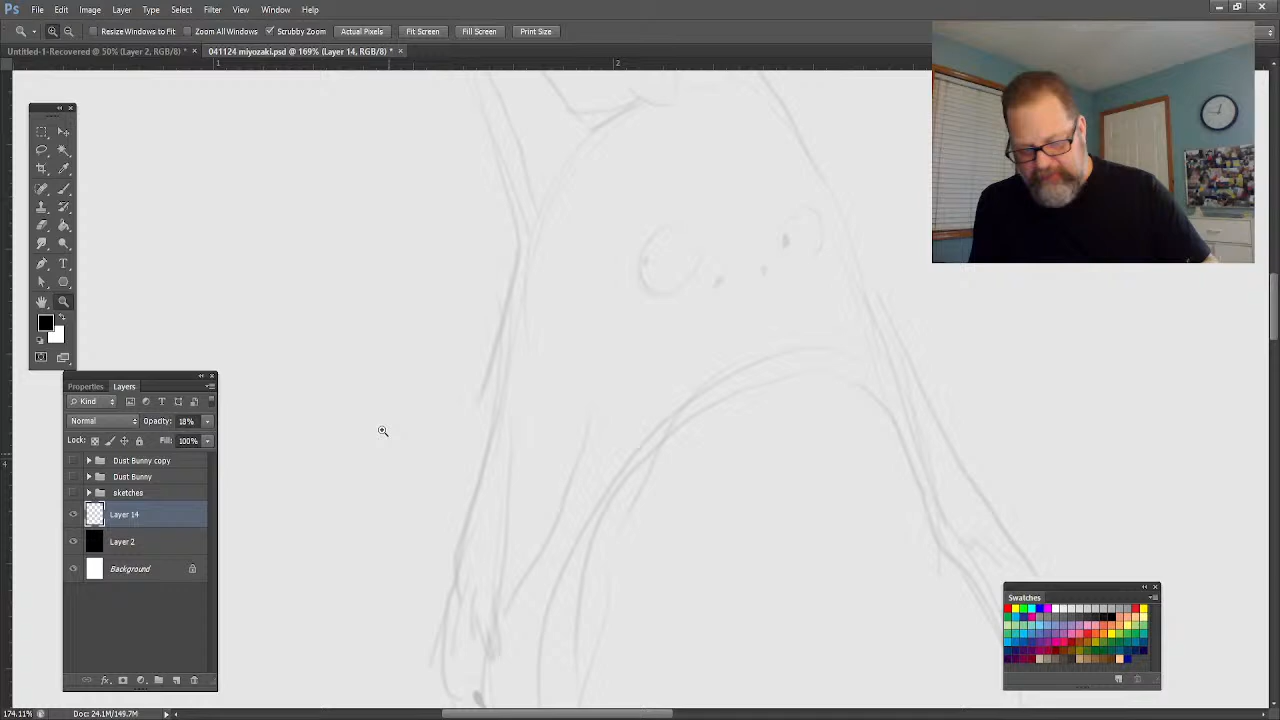 Ps File Edit Image Layer Type Select Filter View Window Help
Resize Windows to Fit Zoom All Windows Scrubby Zoom Actual Pixels Fit Screen Fill Screen Print Size
Untitled-1-Recovered @ 50% (Layer 2, RGB/8) * × 041124 miyozaki.psd @ 169% (Layer 14, RGB/8) * ×
1 2
Properties Layers
Kind
Normal Opacity: 18%
Lock: Fill: 100%
Dust Bunny copy
Dust Bunny
sketches
Layer 14
Layer 2
Background
Swatches
174.11% Doc: 24.1M/149.7M